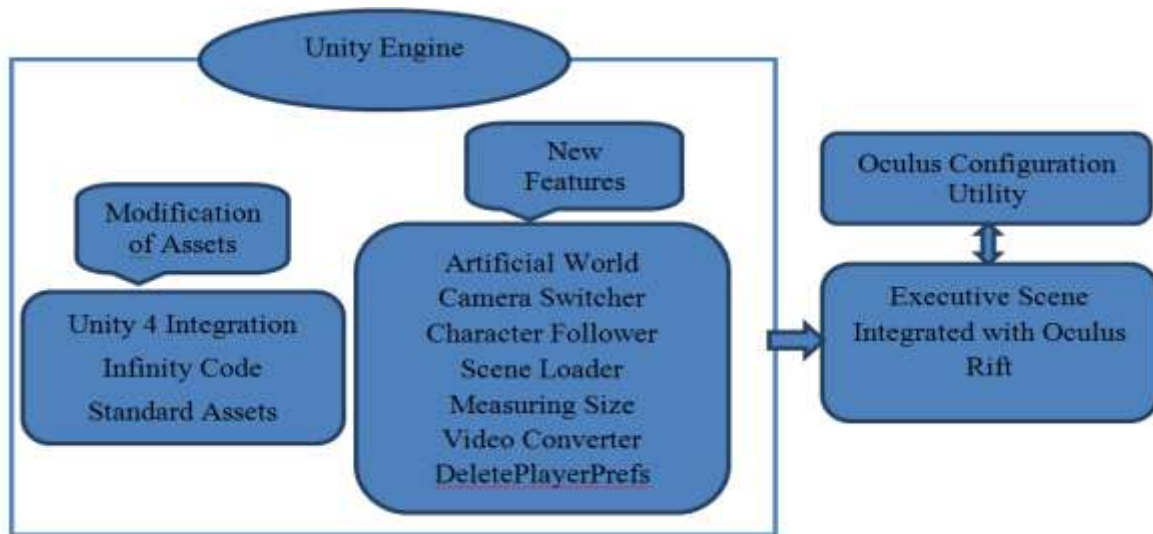 Unity Engine
New
Features
Modification
of Assets
Unity 4 Integration
Infinity Code
Standard Assets
Artificial World
Camera Switcher
Character Follower
Scene Loader
Measuring Size
Video Converter
DeletePlayerPrefs
Oculus Configuration
Utility
Executive Scene
Integrated with Oculus
Rift